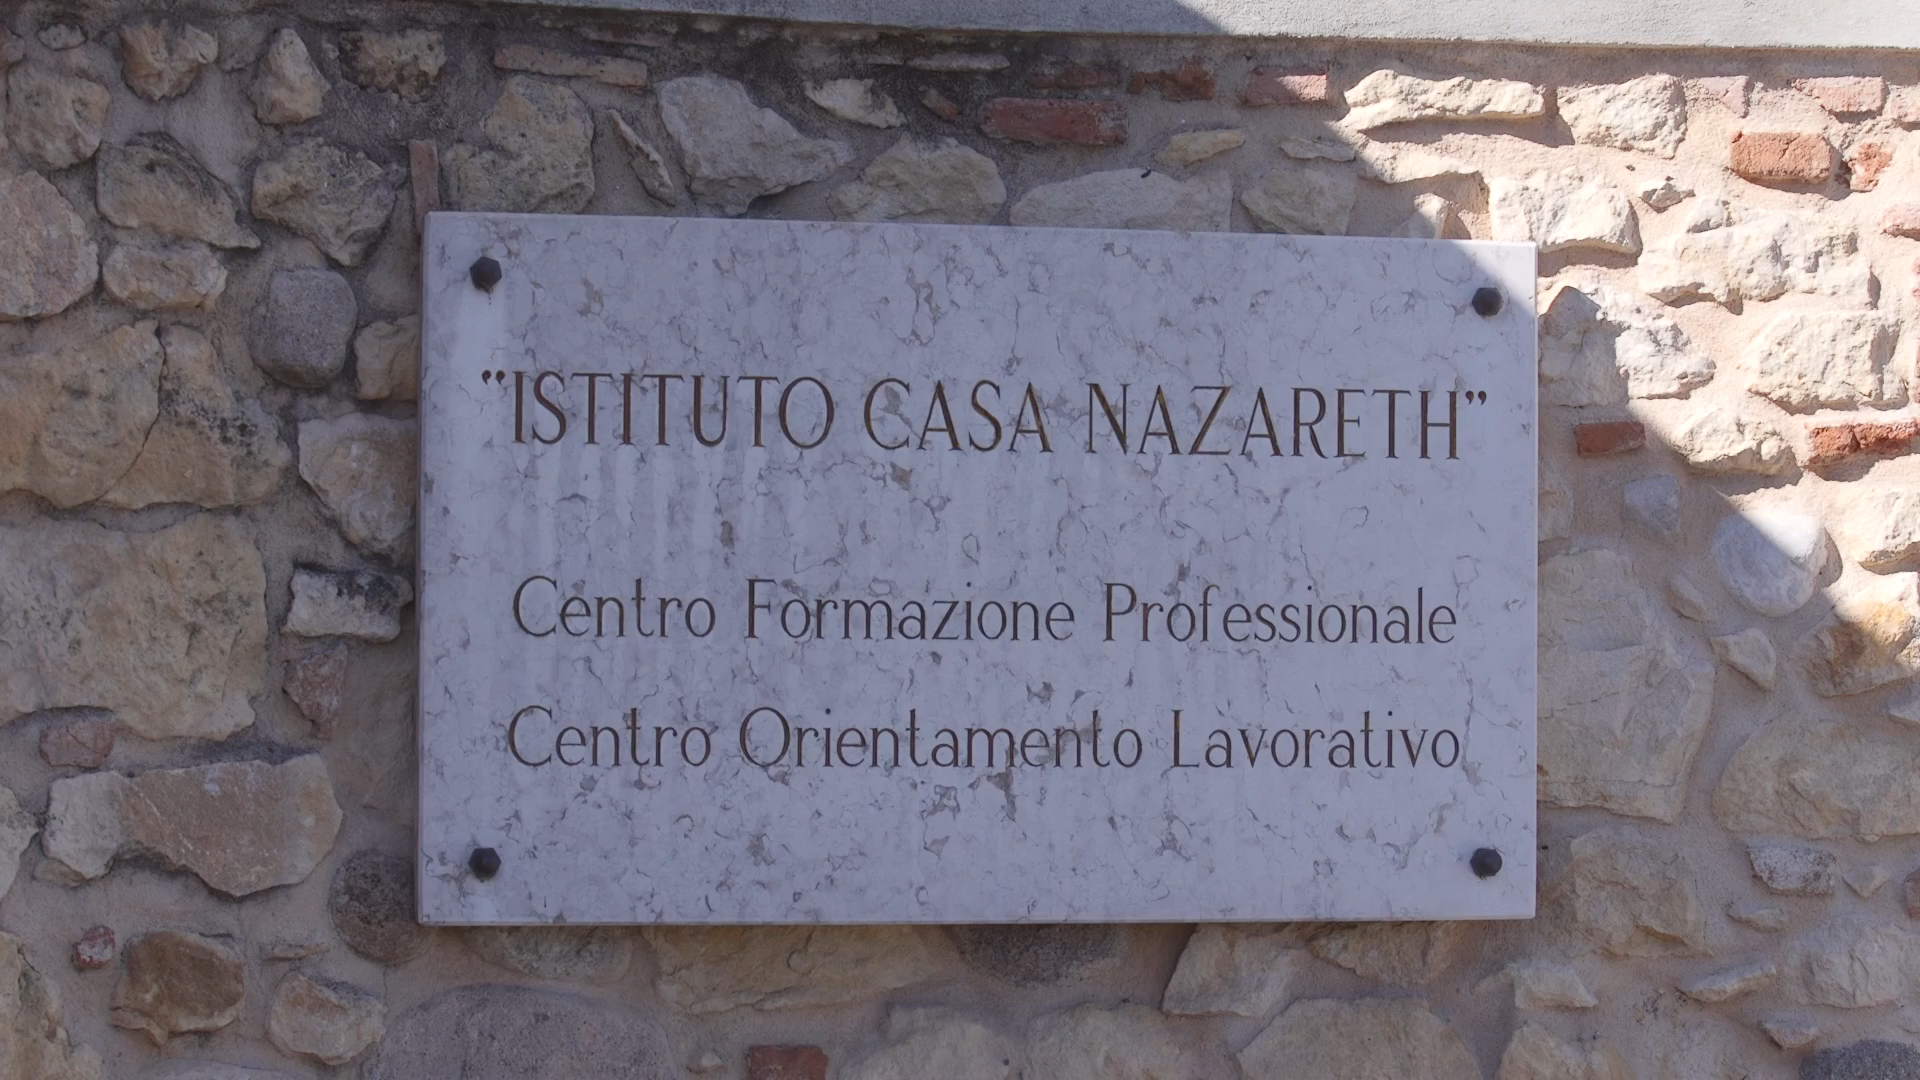 "ISTITUTO CASA NAZARETH"
Centro Formazione Professionale
Centro Orientamento Lavorativo